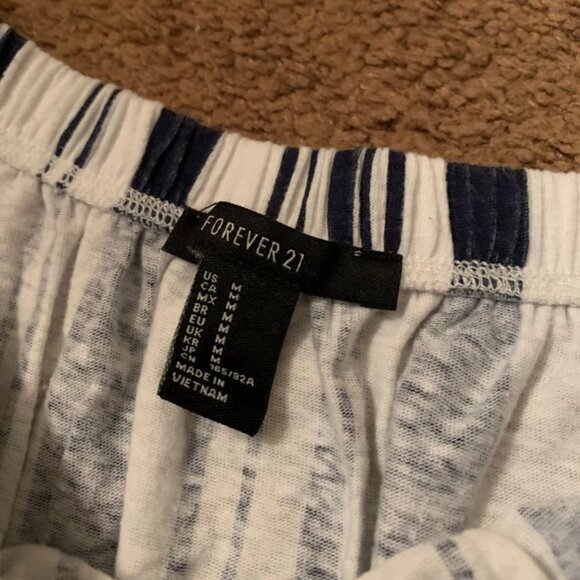 FOREVER 21
US M
CA M
MX M
BR M
EU M
UK M
KR M
JP M
CN 165/92A
MADE IN
VIETNAM